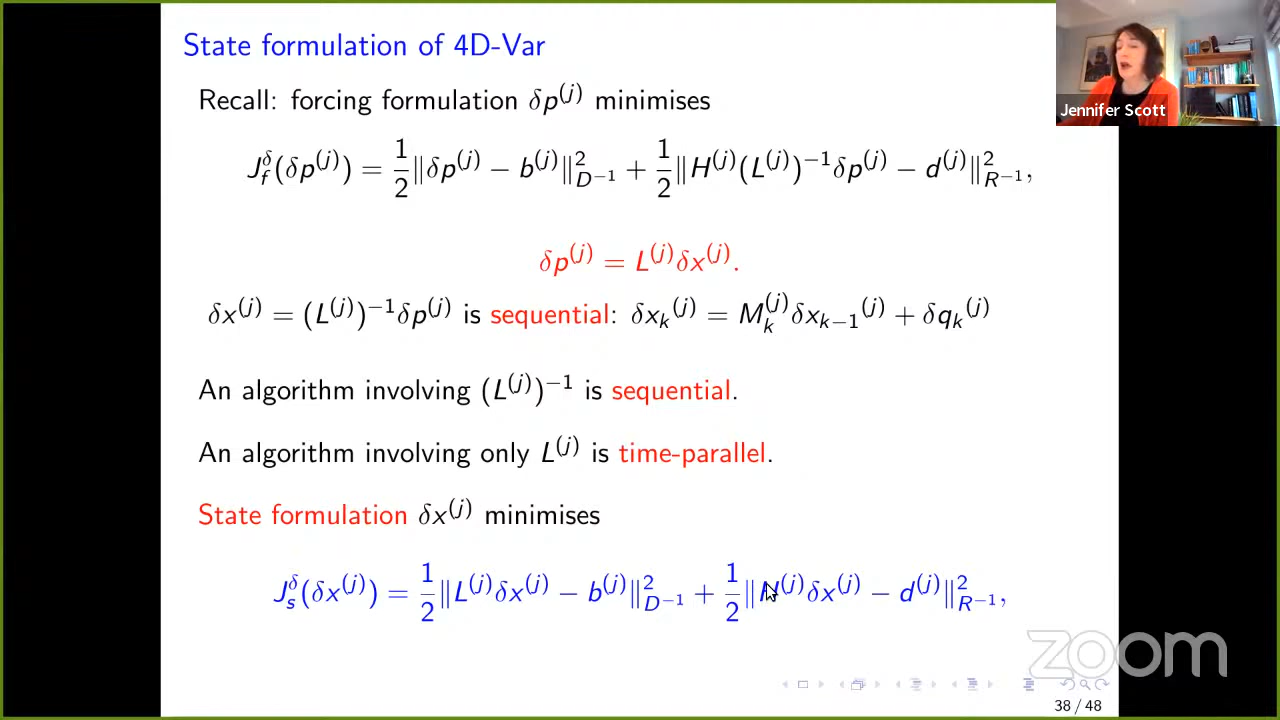 State formulation of 4D-Var
Recall: forcing formulation δp^(j) minimises
J_f^δ(δp^(j)) = 1/2 ‖δp^(j) − b^(j)‖²_{D^−1} + 1/2 ‖H^(j)(L^(j))^−1 δp^(j) − d^(j)‖²_{R^−1},
δp^(j) = L^(j)δx^(j).
δx^(j) = (L^(j))^−1 δp^(j) is sequential: δx_k^(j) = M_k^(j) δx_{k−1}^(j) + δq_k^(j)
An algorithm involving (L^(j))^−1 is sequential.
An algorithm involving only L^(j) is time-parallel.
State formulation δx^(j) minimises
J_s^δ(δx^(j)) = 1/2 ‖L^(j)δx^(j) − b^(j)‖²_{D^−1} + 1/2 ‖H^(j)δx^(j) − d^(j)‖²_{R^−1},
38 / 48
Jennifer Scott
zoom